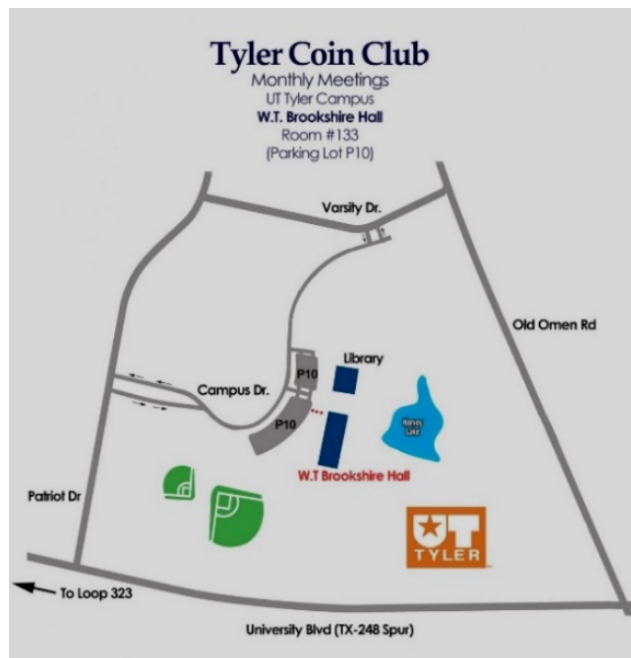 Tyler Coin Club
Monthly Meetings
UT Tyler Campus
W.T. Brookshire Hall
Room #133
(Parking Lot P10)
Varsity Dr.
Old Omen Rd
Library
P10
Campus Dr.
P10
Harvey
Lake
W.T Brookshire Hall
Patriot Dr
UT
TYLER
To Loop 323
University Blvd (TX-248 Spur)